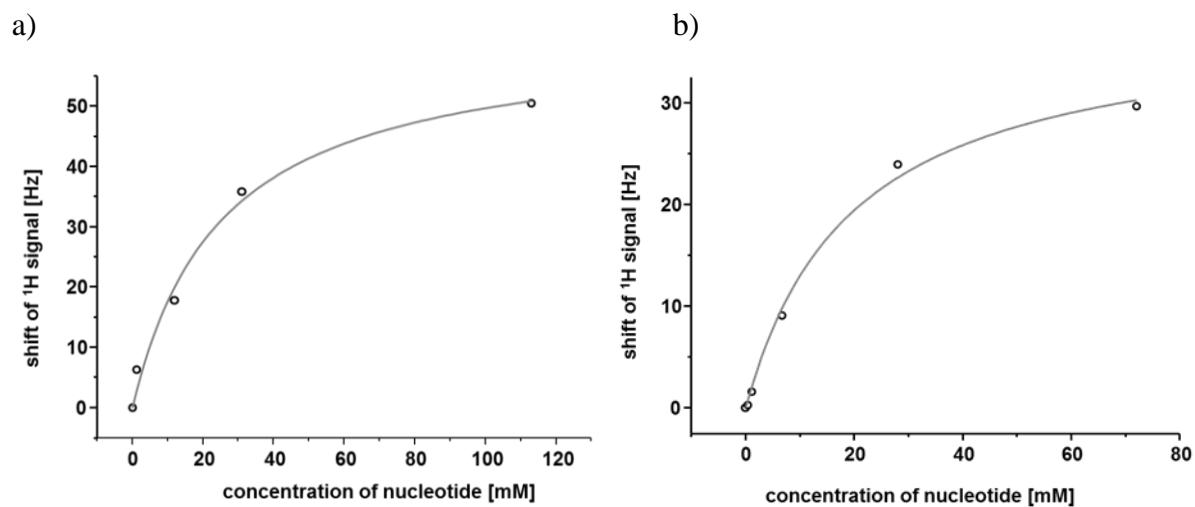 a)
50
40
30
20
10
0
shift of ¹H signal [Hz]
0 20 40 60 80 100 120
concentration of nucleotide [mM]
b)
30
20
10
0
shift of ¹H signal [Hz]
0 20 40 60 80
concentration of nucleotide [mM]